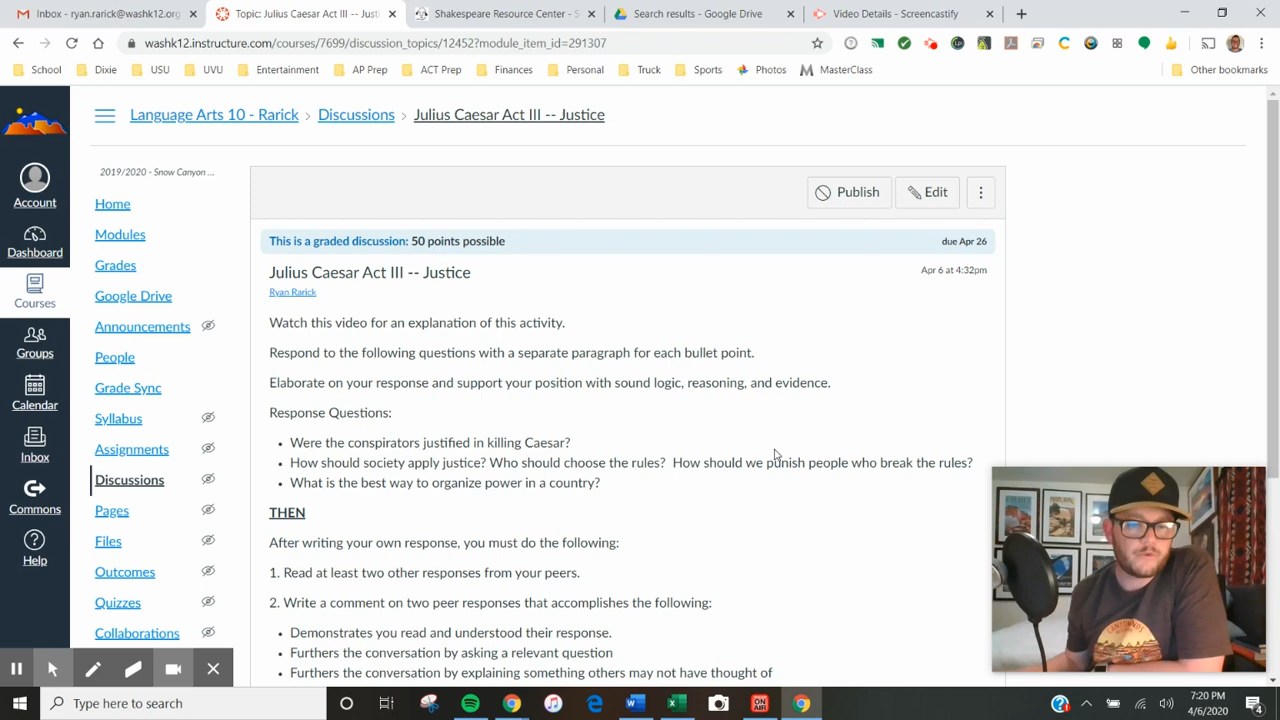 Inbox - ryan.rarick@washk12.org
Topic: Julius Caesar Act III -- Justi
Shakespeare Resource Center - S
Search results - Google Drive
Video Details - Screencastify
washk12.instructure.com/courses/7699/discussion_topics/12452?module_item_id=291307
School
Dixie
USU
UVU
Entertainment
AP Prep
ACT Prep
Finances
Personal
Truck
Sports
Photos
MasterClass
Other bookmarks
Language Arts 10 - Rarick > Discussions > Julius Caesar Act III -- Justice
Account
Dashboard
Courses
Groups
Calendar
Inbox
Commons
Help
2019/2020 - Snow Canyon ...
Home
Modules
Grades
Google Drive
Announcements
People
Grade Sync
Syllabus
Assignments
Discussions
Pages
Files
Outcomes
Quizzes
Collaborations
Publish
Edit
This is a graded discussion: 50 points possible
due Apr 26
Julius Caesar Act III -- Justice
Apr 6 at 4:32pm
Ryan Rarick
Watch this video for an explanation of this activity.
Respond to the following questions with a separate paragraph for each bullet point.
Elaborate on your response and support your position with sound logic, reasoning, and evidence.
Response Questions:
• Were the conspirators justified in killing Caesar?
• How should society apply justice? Who should choose the rules? How should we punish people who break the rules?
• What is the best way to organize power in a country?
THEN
After writing your own response, you must do the following:
1. Read at least two other responses from your peers.
2. Write a comment on two peer responses that accomplishes the following:
• Demonstrates you read and understood their response.
• Furthers the conversation by asking a relevant question
• Furthers the conversation by explaining something others may not have thought of
Type here to search
ON AIR
7:20 PM
4/6/2020
4